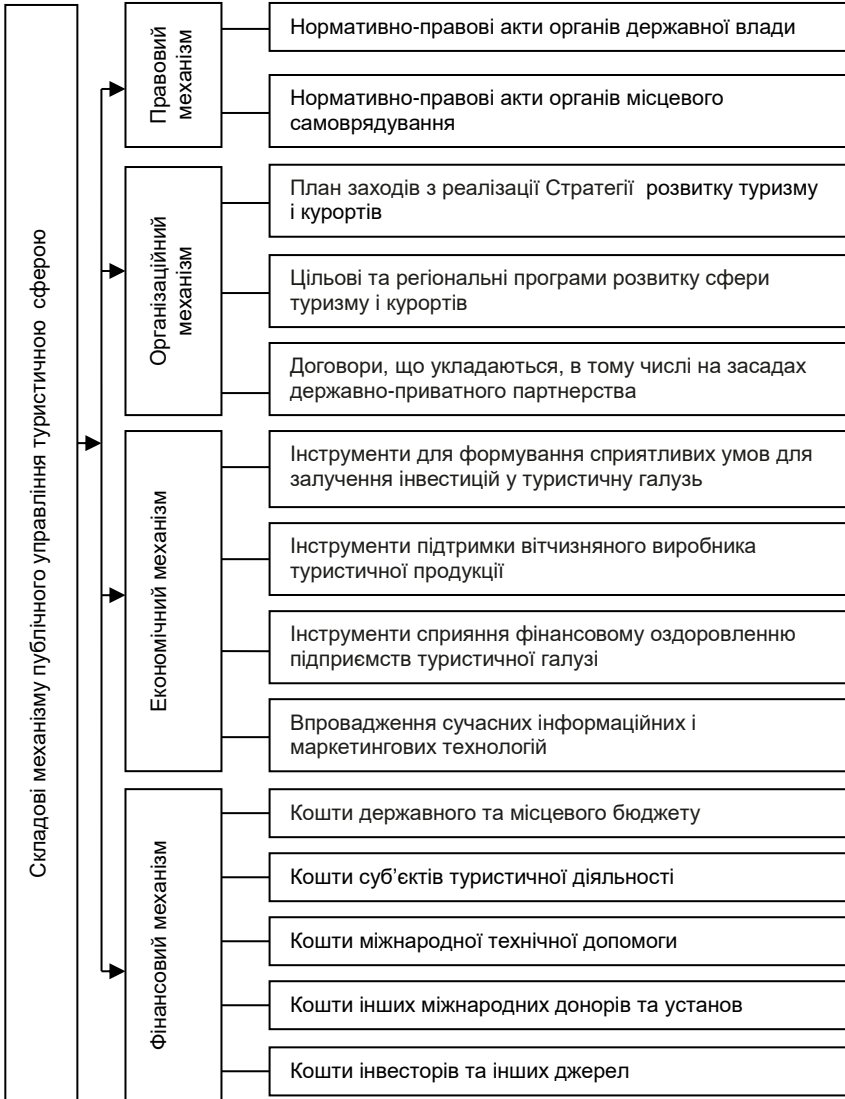 Складові механізму публічного управління туристичною сферою
Правовий
механізм
Нормативно-правові акти органів державної влади
Нормативно-правові акти органів місцевого
самоврядування
Організаційний
механізм
План заходів з реалізації Стратегії розвитку туризму
і курортів
Цільові та регіональні програми розвитку сфери
туризму і курортів
Договори, що укладаються, в тому числі на засадах
державно-приватного партнерства
Економічний механізм
Інструменти для формування сприятливих умов для
залучення інвестицій у туристичну галузь
Інструменти підтримки вітчизняного виробника
туристичної продукції
Інструменти сприяння фінансовому оздоровленню
підприємств туристичної галузі
Впровадження сучасних інформаційних і
маркетингових технологій
Фінансовий механізм
Кошти державного та місцевого бюджету
Кошти суб’єктів туристичної діяльності
Кошти міжнародної технічної допомоги
Кошти інших міжнародних донорів та установ
Кошти інвесторів та інших джерел